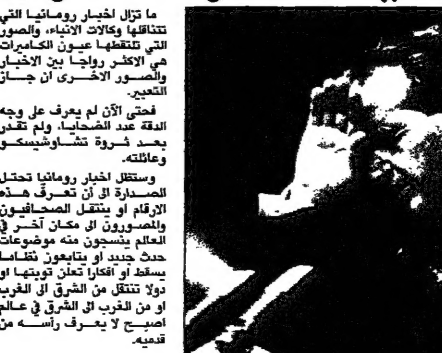 ما تزال اخبار رومانيا التي
تتناقلها وكالات الانباء، والصور
التي تلتقطها عيون الكاميرات
هي الاكثر رواجا بين الاخبار
والصور الاخرى ان جاز
التعبير.
فحتى الآن لم يعرف على وجه
الدقة عدد الضحايا، ولم تقدر
بعد ثروة تشاوشيسكو
وعائلته.
وستظل اخبار رومانيا تحتل
الصدارة الى أن تعرف هذه
الارقام او ينتقل الصحافيون
والمصورون الى مكان آخر في
العالم ينسجون منه موضوعات
حدث جديد او يتابعون نظاما
يسقط او افكارا تعلن توبتها او
دولا تنتقل من الشرق الى الغرب
او من الغرب الى الشرق في عالم
اصبح لا يعرف رأسه من
قدميه.